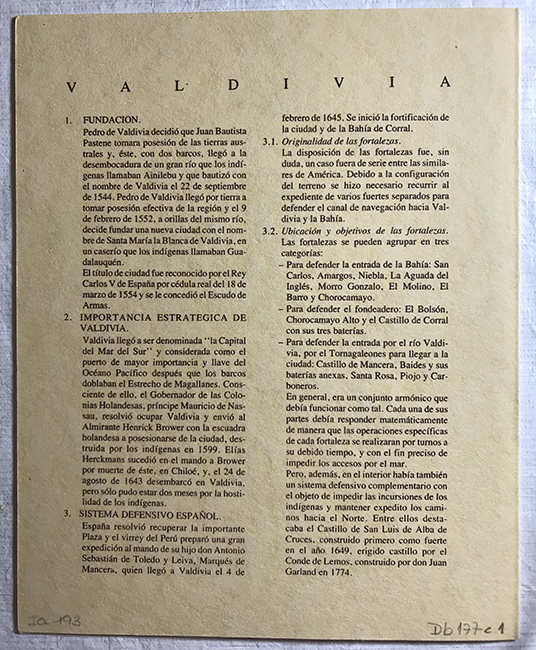 VALDIVIA
1. FUNDACION.
Pedro de Valdivia decidió que Juan Bautista
Pastene tomara posesión de las tierras aus-
trales y, éste, con dos barcos, llegó a la
desembocadura de un gran río que los indí-
genas llamaban Ainilebu y que bautizó con
el nombre de Valdivia el 22 de septiembre
de 1544. Pedro de Valdivia llegó por tierra a
tomar posesión efectiva de la región y el 9
de febrero de 1552, a orillas del mismo río,
decide fundar una nueva ciudad con el nom-
bre de Santa María la Blanca de Valdivia, en
un caserío que los indígenas llamaban Gua-
dalauquén.
El título de ciudad fue reconocido por el Rey
Carlos V de España por cédula real del 18 de
marzo de 1554 y se le concedió el Escudo de
Armas.
2. IMPORTANCIA ESTRATEGICA DE
VALDIVIA.
Valdivia llegó a ser denominada "la Capital
del Mar del Sur" y considerada como el
puerto de mayor importancia y llave del
Océano Pacífico después que los barcos
doblaban el Estrecho de Magallanes. Cons-
ciente de ello, el Gobernador de las Colo-
nias Holandesas, príncipe Mauricio de Nas-
sau, resolvió ocupar Valdivia y envió al
Almirante Henrick Brower con la escuadra
holandesa a posesionarse de la ciudad, des-
truida por los indígenas en 1599. Elías
Herckmans sucedió en el mando a Brower
por muerte de éste, en Chiloé, y, el 24 de
agosto de 1643 desembarcó en Valdivia,
pero sólo pudo estar dos meses por la hosti-
lidad de los indígenas.
3. SISTEMA DEFENSIVO ESPAÑOL.
España resolvió recuperar la importante
Plaza y el virrey del Perú preparó una gran
expedición al mando de su hijo don Antonio
Sebastián de Toledo y Leiva, Marqués de
Mancera, quien llegó a Valdivia el 4 de
febrero de 1645. Se inició la fortificación de
la ciudad y de la Bahía de Corral.
3.1. Originalidad de las fortalezas.
La disposición de las fortalezas fue, sin
duda, un caso fuera de serie entre las simila-
res de América. Debido a la configuración
del terreno se hizo necesario recurrir al
expediente de varios fuertes separados para
defender el canal de navegación hacia Val-
divia y la Bahía.
3.2. Ubicación y objetivos de las fortalezas.
Las fortalezas se pueden agrupar en tres
categorías:
– Para defender la entrada de la Bahía: San
Carlos, Amargos, Niebla, La Aguada del
Inglés, Morro Gonzalo, El Molino, El
Barro y Chorocamayo.
– Para defender el fondeadero: El Bolsón,
Chorocamayo Alto y el Castillo de Corral
con sus tres baterías.
– Para defender la entrada por el río Valdi-
via, por el Tornagaleones para llegar a la
ciudad: Castillo de Mancera, Baides y sus
baterías anexas, Santa Rosa, Piojo y Car-
boneros.
En general, era un conjunto armónico que
debía funcionar como tal. Cada una de sus
partes debía responder matemáticamente
de manera que las operaciones específicas
de cada fortaleza se realizaran por turnos a
su debido tiempo, y con el fin preciso de
impedir los accesos por el mar.
Pero, además, en el interior había también
un sistema defensivo complementario con
el objeto de impedir las incursiones de los
indígenas y mantener expedito los cami-
nos hacia el Norte. Entre ellos desta-
caba el Castillo de San Luis de Alba de
Cruces, construido primero como fuerte
en el año 1649, erigido castillo por el
Conde de Lemos, construido por don Juan
Garland en 1774.
Ja 193
Db 177 c 1